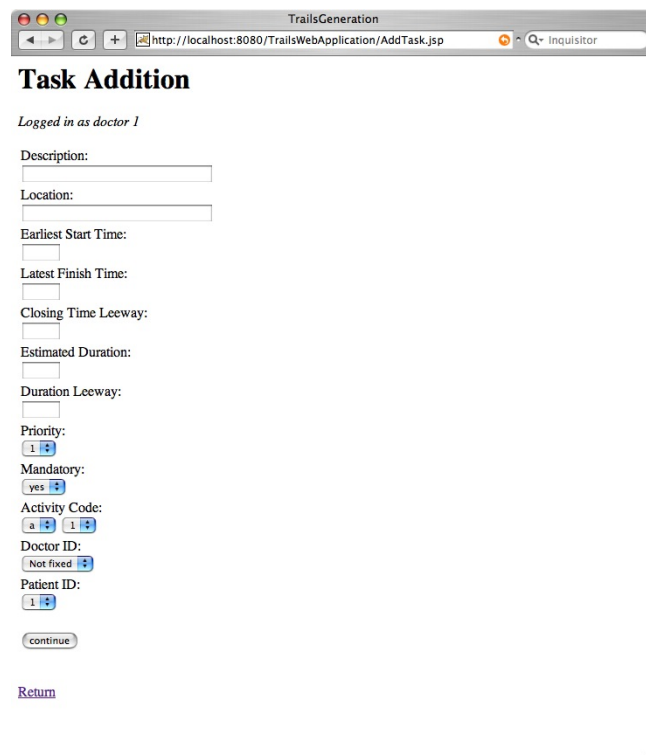 TrailsGeneration
http://localhost:8080/TrailsWebApplication/AddTask.jsp Inquisitor
Task Addition
Logged in as doctor 1
Description:
Location:
Earliest Start Time:
Latest Finish Time:
Closing Time Leeway:
Estimated Duration:
Duration Leeway:
Priority:
1
Mandatory:
yes
Activity Code:
a 1
Doctor ID:
Not fixed
Patient ID:
1
continue
Return